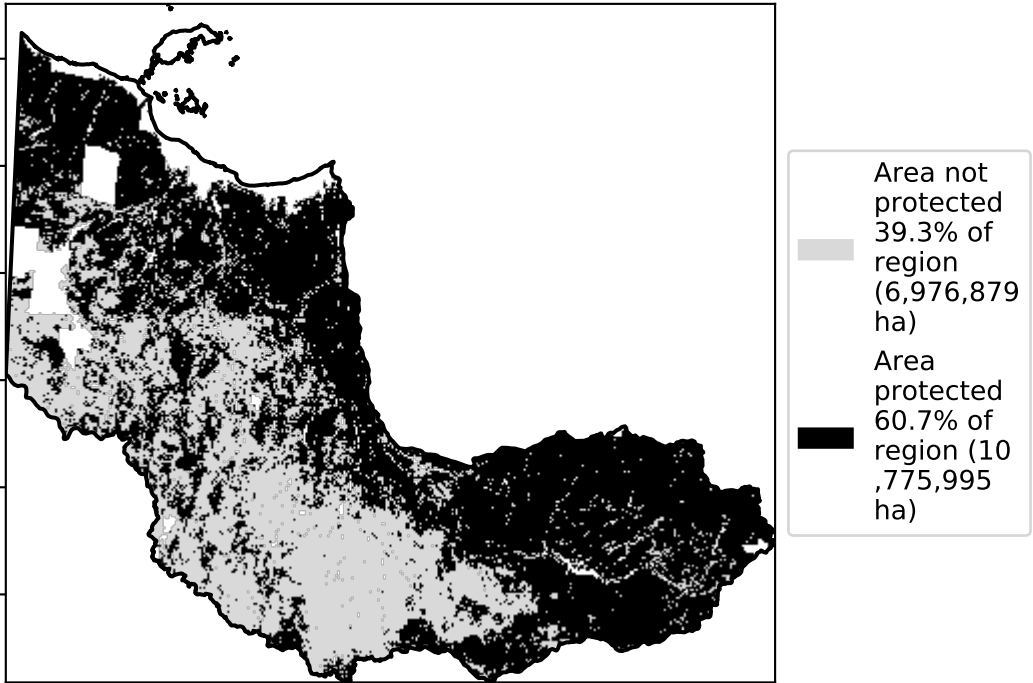 Area not
protected
39.3% of
region
(6,976,879
ha)
Area
protected
60.7% of
region (10
,775,995
ha)